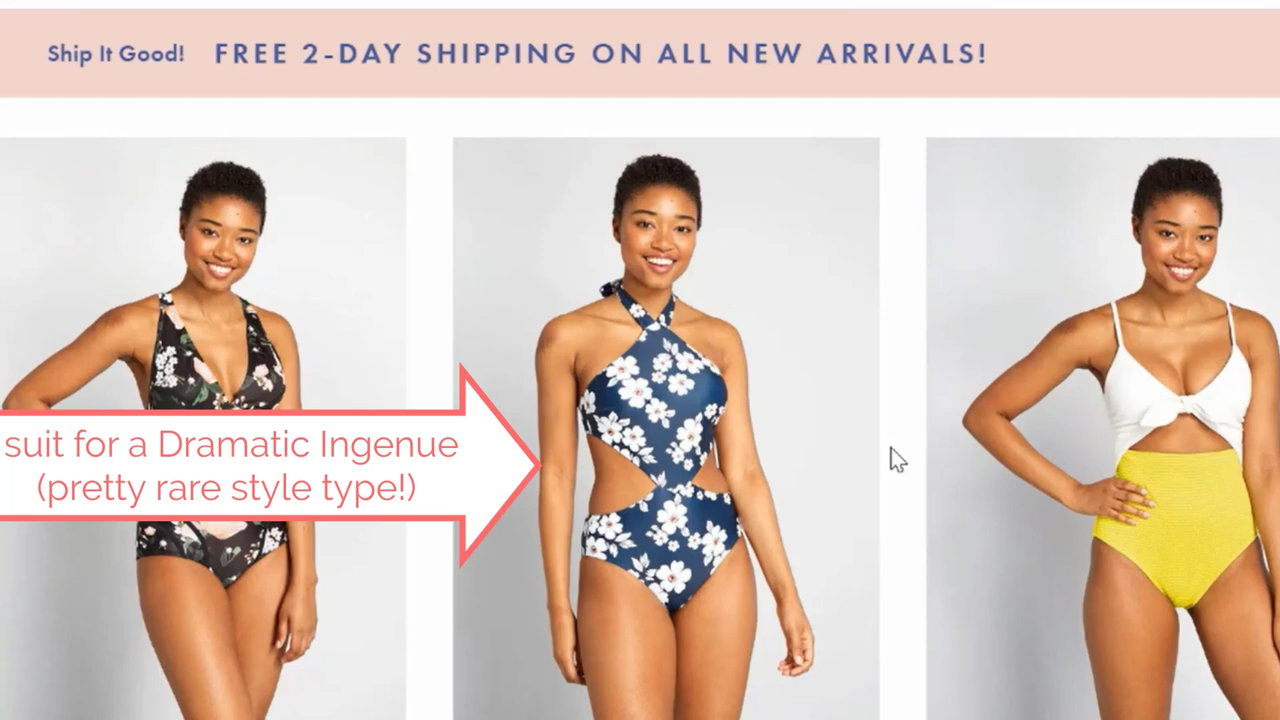 Ship It Good! FREE 2-DAY SHIPPING ON ALL NEW ARRIVALS!
suit for a Dramatic Ingenue
(pretty rare style type!)